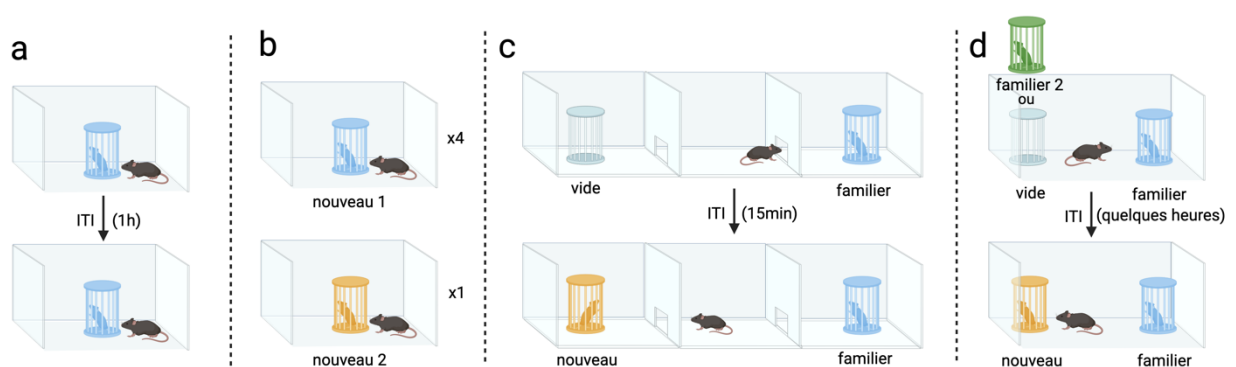 a
ITI (1h)
b
x4
nouveau 1
x1
nouveau 2
c
vide
familier
ITI (15min)
nouveau
familier
d
familier 2
ou
vide
familier
ITI (quelques heures)
nouveau
familier